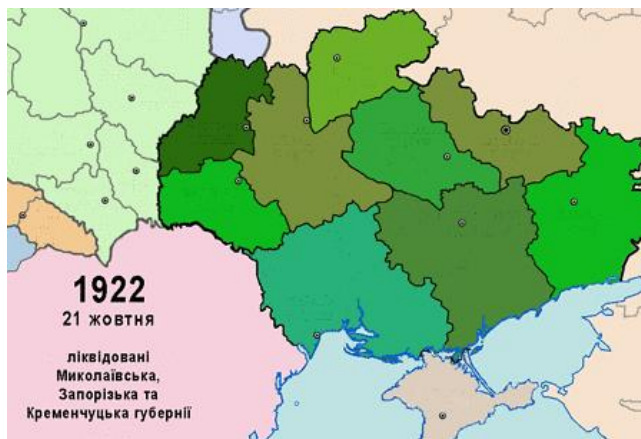 1922
21 жовтня
ліквідовані
Миколаївська,
Запорізька та
Кременчуцька губернії